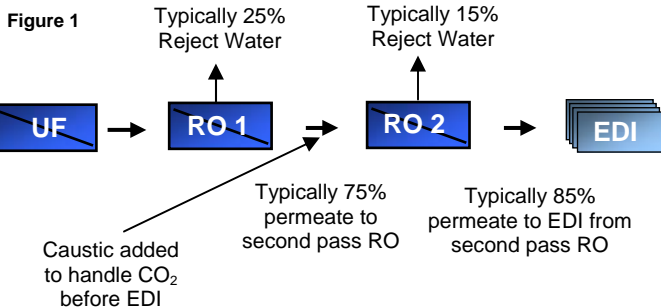 Figure 1
Typically 25%
Reject Water
Typically 15%
Reject Water
UF
RO 1
RO 2
EDI
Typically 75%
permeate to
second pass RO
Typically 85%
permeate to EDI from
second pass RO
Caustic added
to handle CO₂
before EDI